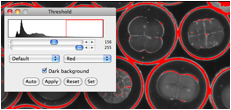 Threshold
156
255
Default Red
Dark background
Auto Apply Reset Set